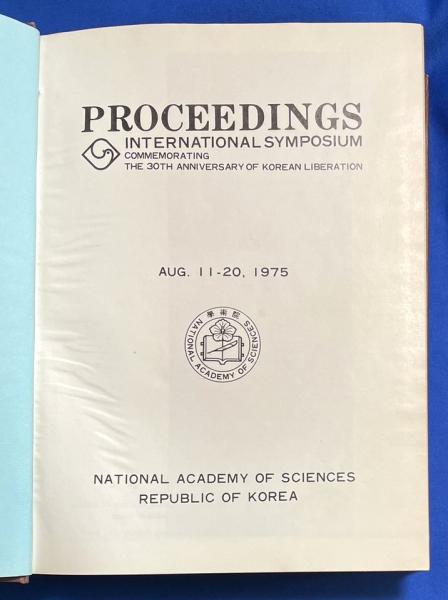 PROCEEDINGS
INTERNATIONAL SYMPOSIUM
COMMEMORATING
THE 30TH ANNIVERSARY OF KOREAN LIBERATION
AUG. 11-20, 1975
學術院
NATIONAL ACADEMY OF SCIENCES
NATIONAL ACADEMY OF SCIENCES
REPUBLIC OF KOREA